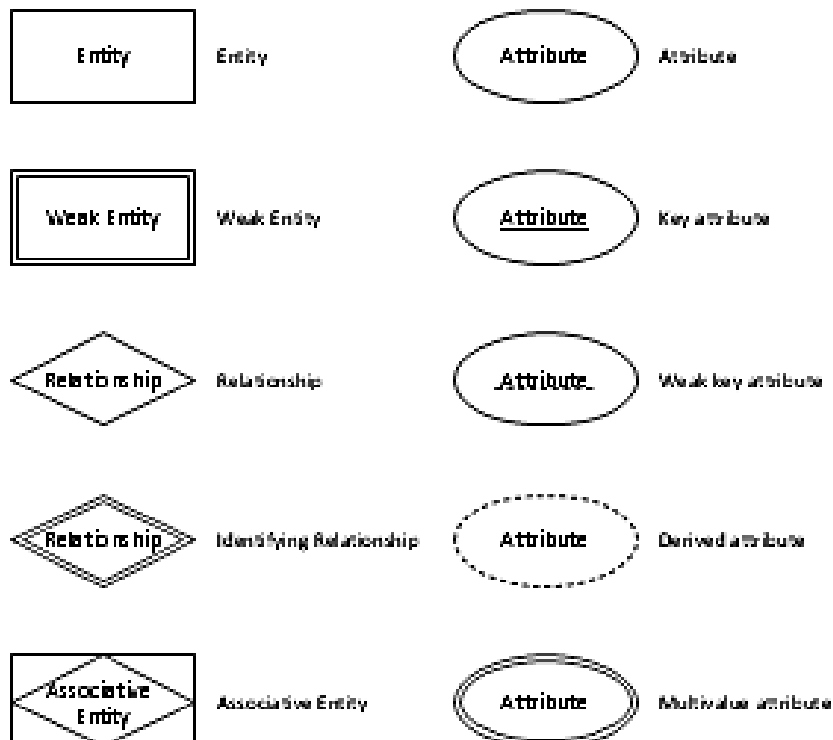 Entity
Entity
Attribute
Attribute
Weak Entity
Weak Entity
Attribute
Key attribute
Relationship
Relationship
Attribute
Weak key attribute
Relationship
Identifying Relationship
Attribute
Derived attribute
Associative
Entity
Associative Entity
Attribute
Multivalue attribute